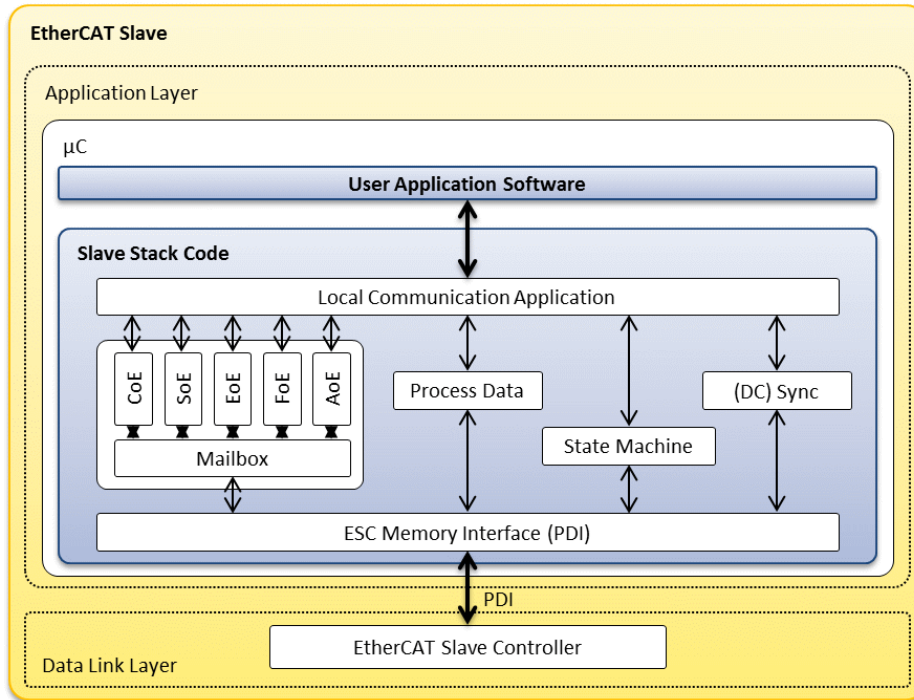 EtherCAT Slave
Application Layer
µC
User Application Software
Slave Stack Code
Local Communication Application
CoE
SoE
EoE
FoE
AoE
Process Data
(DC) Sync
State Machine
Mailbox
ESC Memory Interface (PDI)
PDI
EtherCAT Slave Controller
Data Link Layer